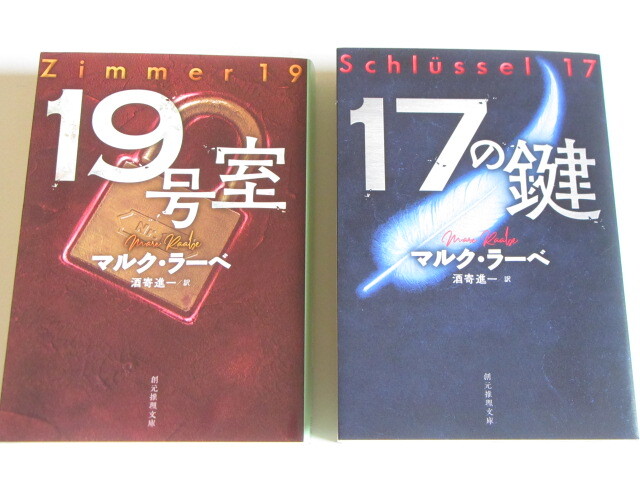 Zimmer 19
19号室
Marc Raabe
マルク・ラーベ
酒寄進一／訳
創元推理文庫
Schlüssel 17
17の鍵
Marc Raabe
マルク・ラーベ
酒寄進一／訳
創元推理文庫